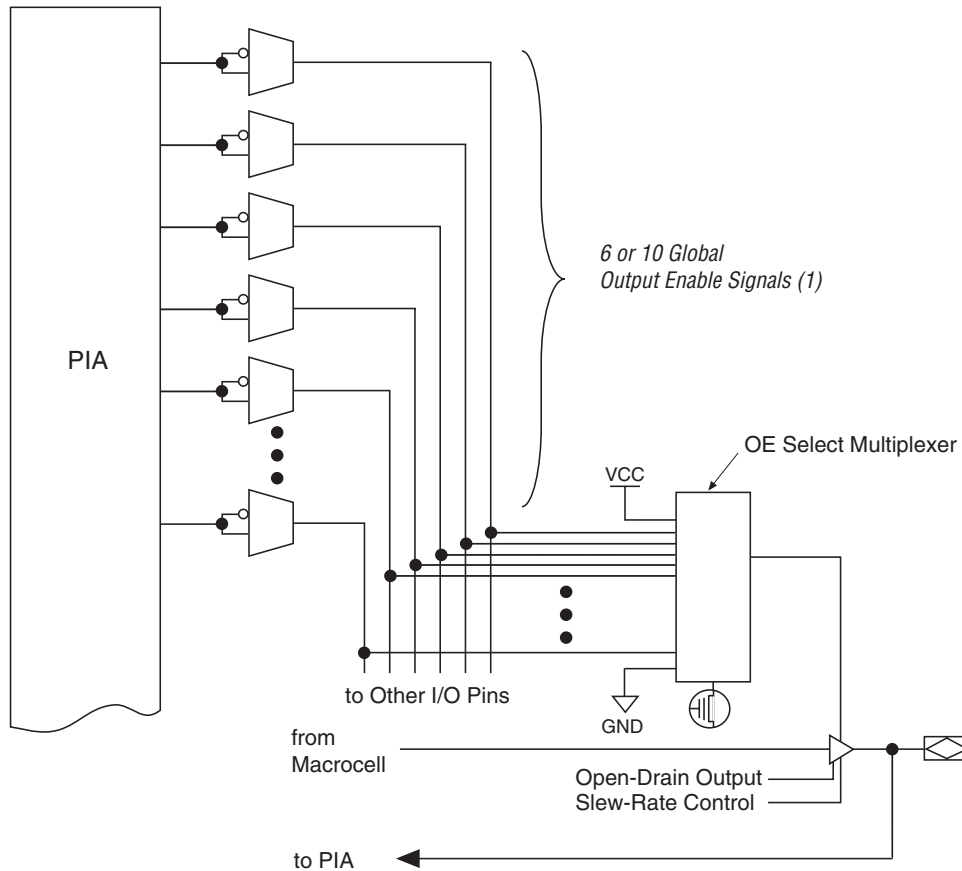 PIA
6 or 10 Global
Output Enable Signals (1)
OE Select Multiplexer
VCC
to Other I/O Pins
GND
from
Macrocell
Open-Drain Output
Slew-Rate Control
to PIA